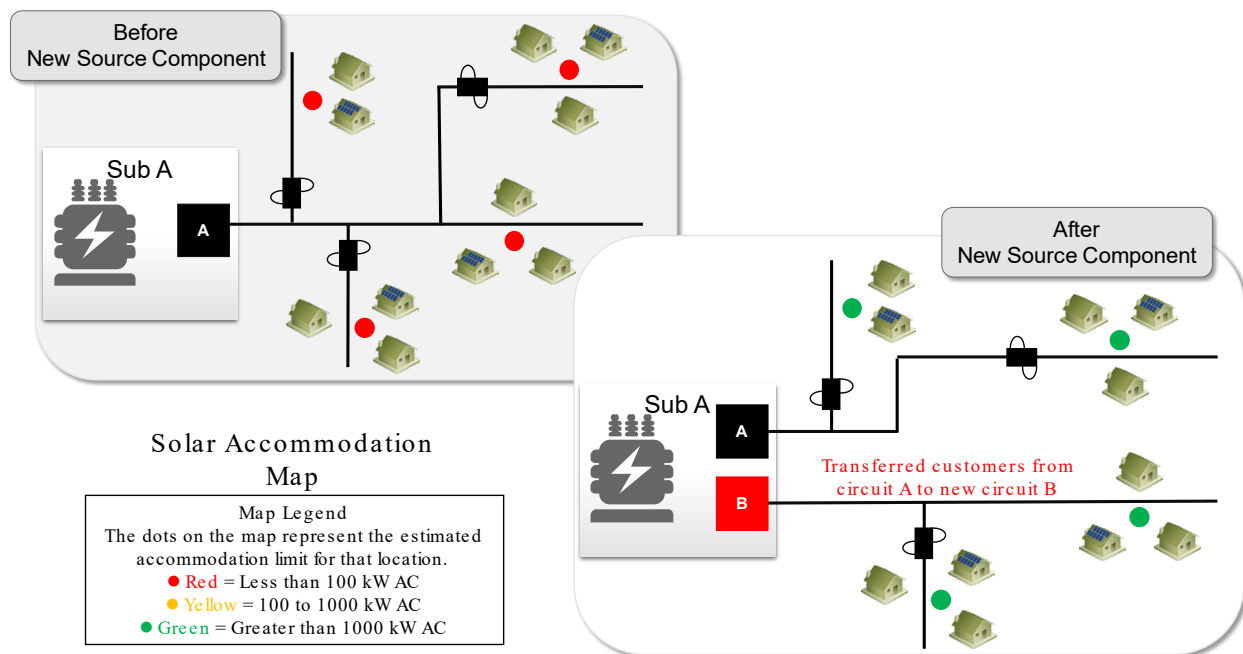 Before
New Source Component
Sub A
A
After
New Source Component
Sub A
A
B
Transferred customers from
circuit A to new circuit B
Solar Accommodation
Map
Map Legend
The dots on the map represent the estimated
accommodation limit for that location.
Red = Less than 100 kW AC
Yellow = 100 to 1000 kW AC
Green = Greater than 1000 kW AC